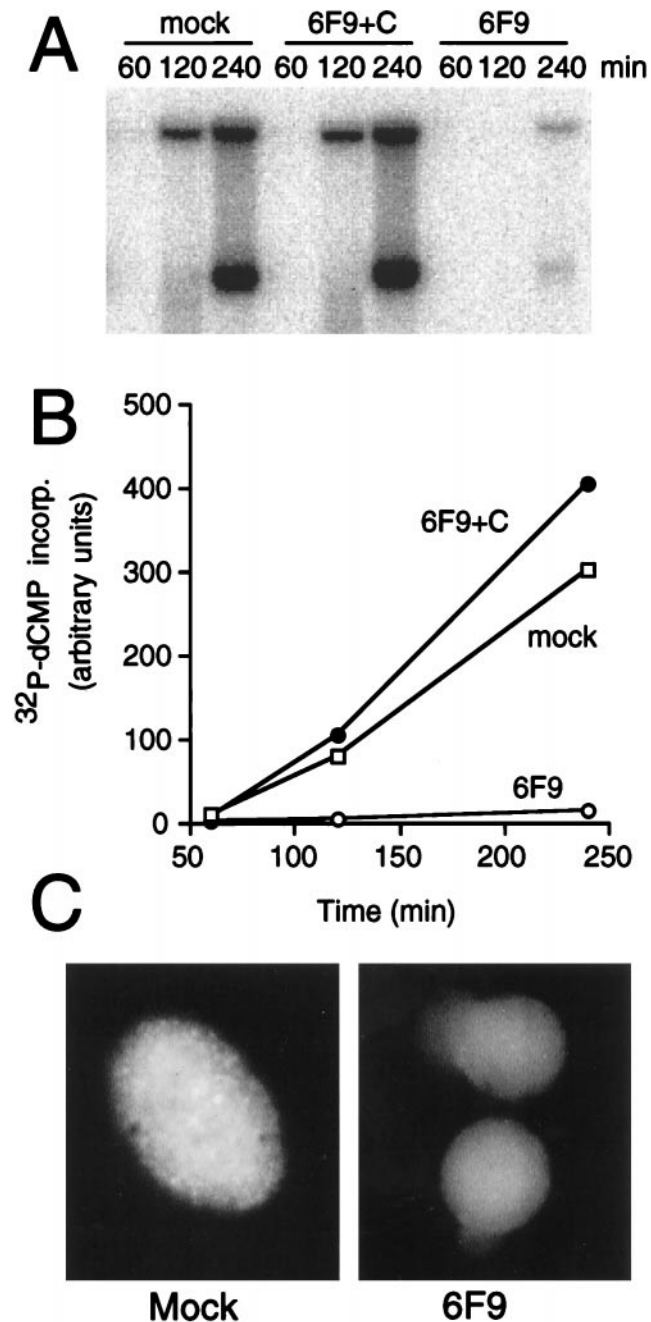 A
mock 6F9+C 6F9
60 120 240 60 120 240 60 120 240 min
B
500
400
300
200
100
0
³²P-dCMP incorp.
(arbitrary units)
6F9+C
mock
6F9
50 100 150 200 250
Time (min)
C
Mock 6F9